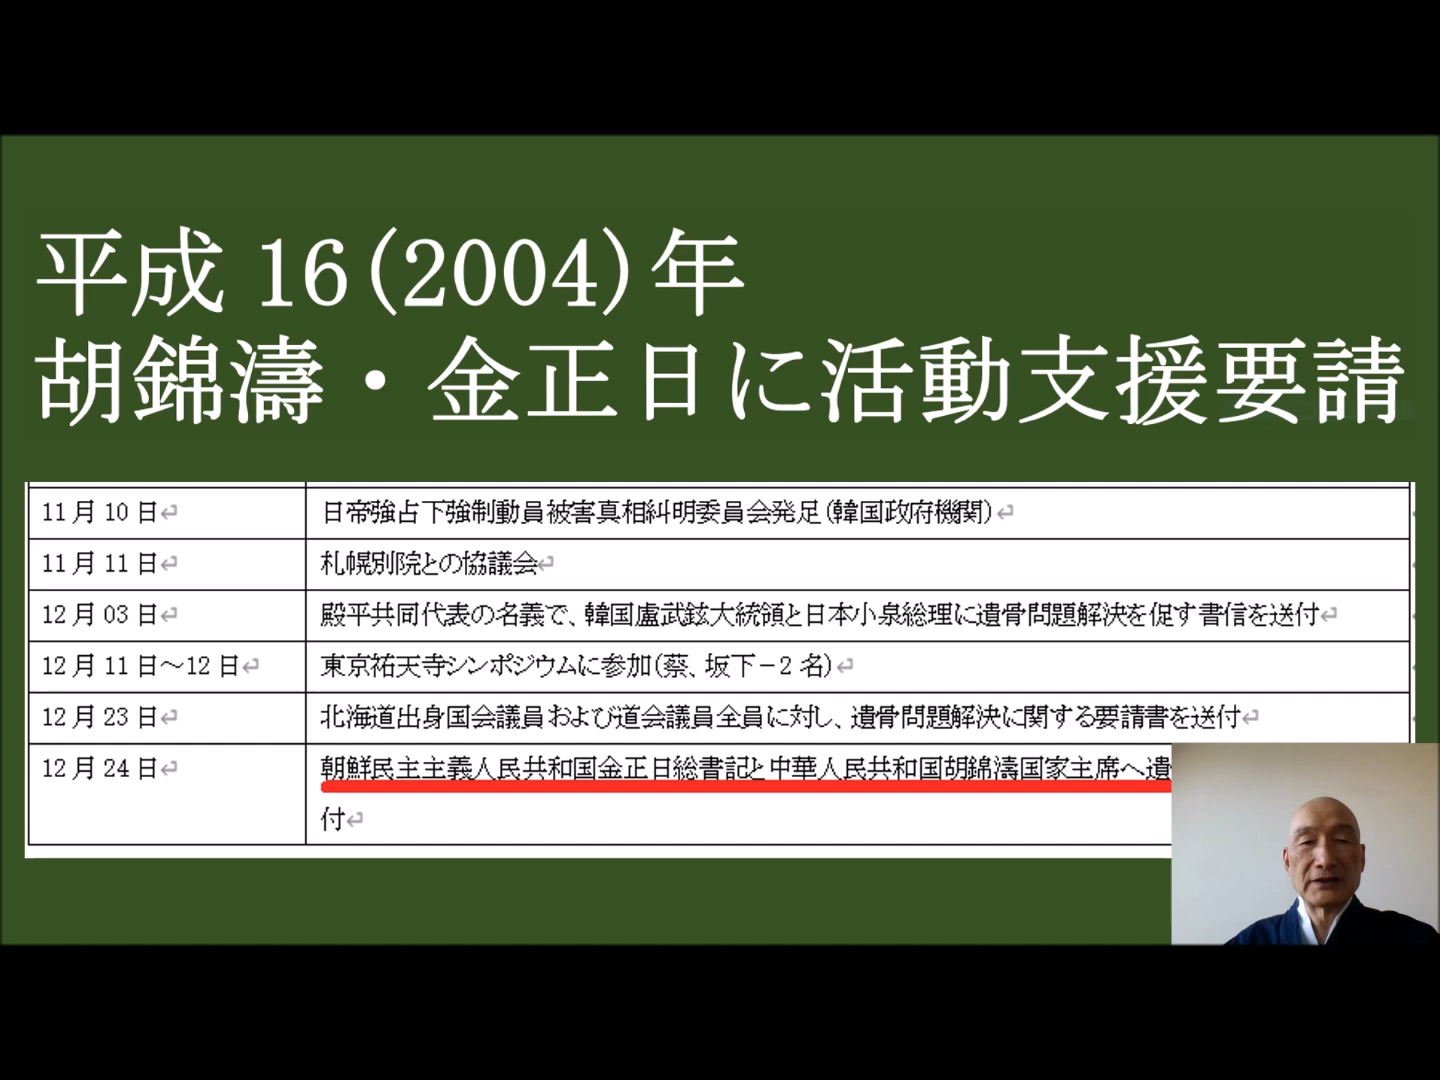 平成 16(2004)年
胡錦濤・金正日に活動支援要請
11月10日↵ 日帝強占下強制動員被害真相糾明委員会発足(韓国政府機関)↵
11月11日↵ 札幌別院との協議会↵
12月03日↵ 殿平共同代表の名義で、韓国盧武鉉大統領と日本小泉総理に遺骨問題解決を促す書信を送付↵
12月11日～12日↵ 東京祐天寺シンポジウムに参加(蔡、坂下－2名)↵
12月23日↵ 北海道出身国会議員および道会議員全員に対し、遺骨問題解決に関する要請書を送付↵
12月24日↵ 朝鮮民主主義人民共和国金正日総書記と中華人民共和国胡錦濤国家主席へ遺
付↵